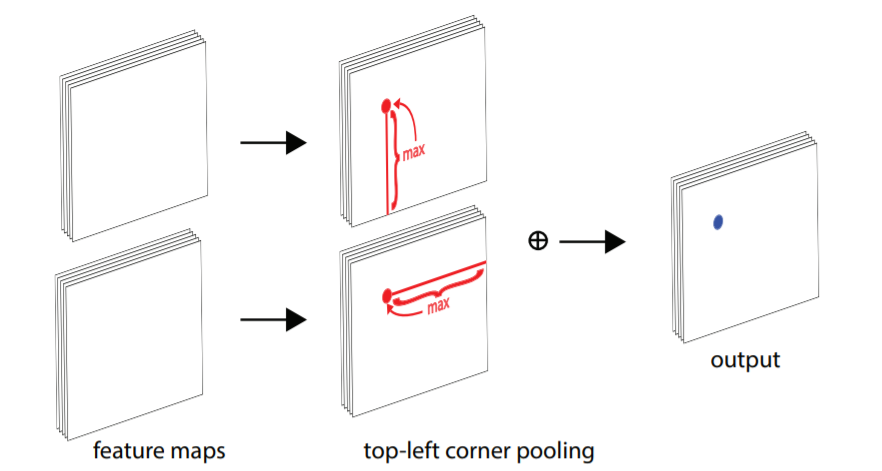 max
max
output
feature maps
top-left corner pooling